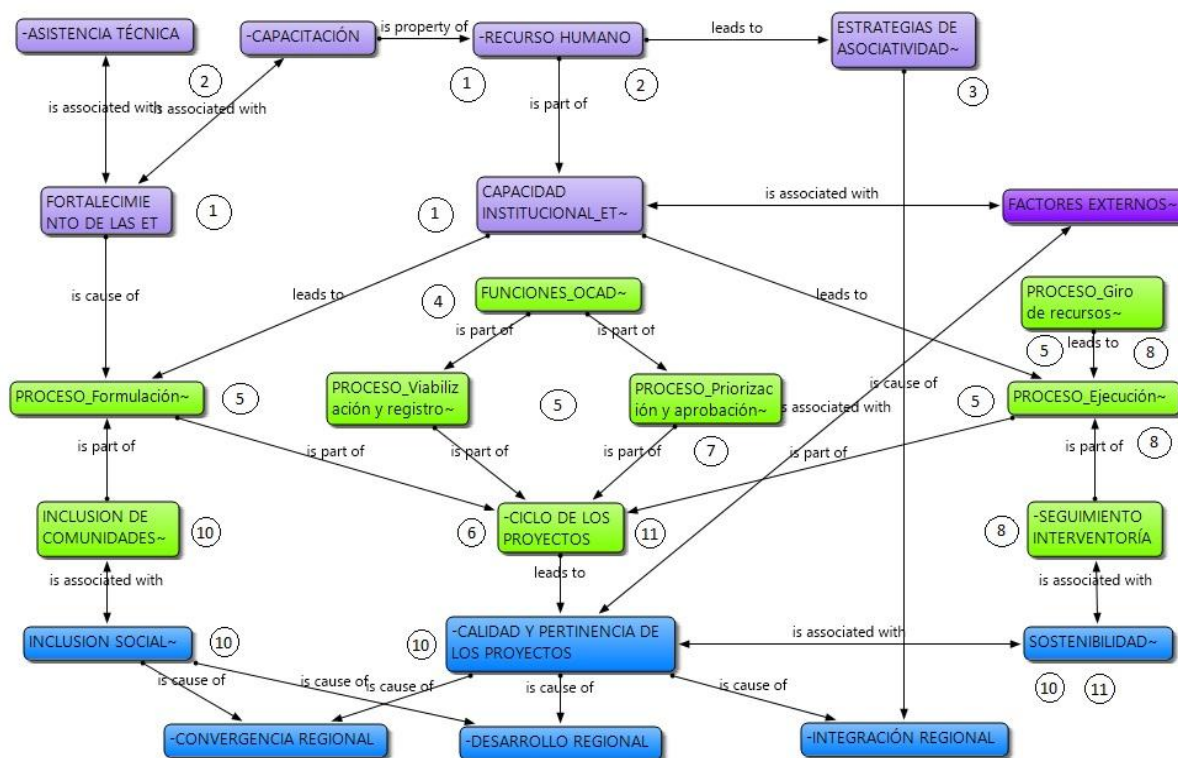 -ASISTENCIA TÉCNICA
-CAPACITACIÓN
is property of
-RECURSO HUMANO
leads to
ESTRATEGIAS DE
ASOCIATIVIDAD~
2
1
2
3
is associated with
is associated with
is part of
FORTALECIMIE
NTO DE LAS ET
1
1
CAPACIDAD
INSTITUCIONAL_ET~
is associated with
FACTORES EXTERNOS~
is cause of
leads to
4
FUNCIONES_OCAD~
leads to
PROCESO_Giro
de recursos~
is part of
is part of
leads to
5
8
PROCESO_Formulación~
5
PROCESO_Viabiliz
ación y registro~
5
PROCESO_Priorizac
ión y aprobación~
is cause of
is associated with
5
PROCESO_Ejecución~
is part of
is part of
is part of
is part of
7
is part of
is part of
8
INCLUSION DE
COMUNIDADES~
10
6
-CICLO DE LOS
PROYECTOS
11
8
-SEGUIMIENTO
INTERVENTORÍA
is associated with
leads to
is associated with
INCLUSION SOCIAL~
10
10
-CALIDAD Y PERTINENCIA DE
LOS PROYECTOS
is associated with
SOSTENIBILIDAD~
10
11
is cause of
is cause of
is cause of
is cause of
is cause of
-CONVERGENCIA REGIONAL
-DESARROLLO REGIONAL
-INTEGRACIÓN REGIONAL